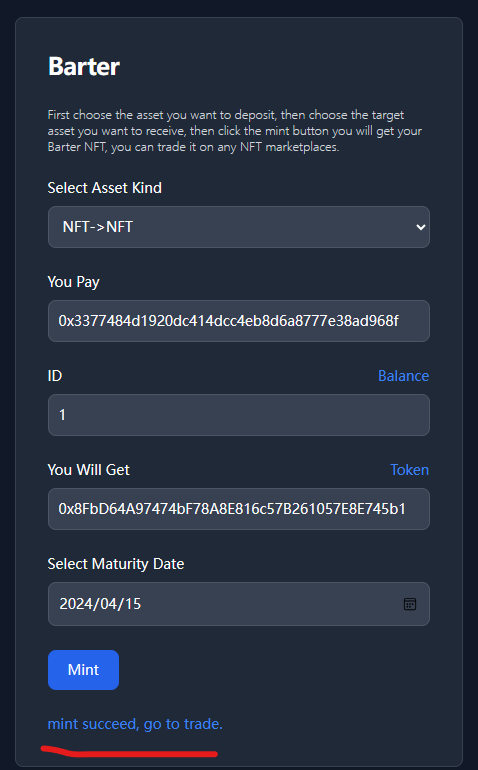 Barter
First choose the asset you want to deposit, then choose the target
asset you want to receive, then click the mint button you will get your
Barter NFT, you can trade it on any NFT marketplaces.
Select Asset Kind
NFT->NFT
You Pay
0x3377484d1920dc414dcc4eb8d6a8777e38ad968f
ID Balance
1
You Will Get Token
0x8FbD64A97474bF78A8E816c57B261057E8E745b1
Select Maturity Date
2024/04/15
Mint
mint succeed, go to trade.